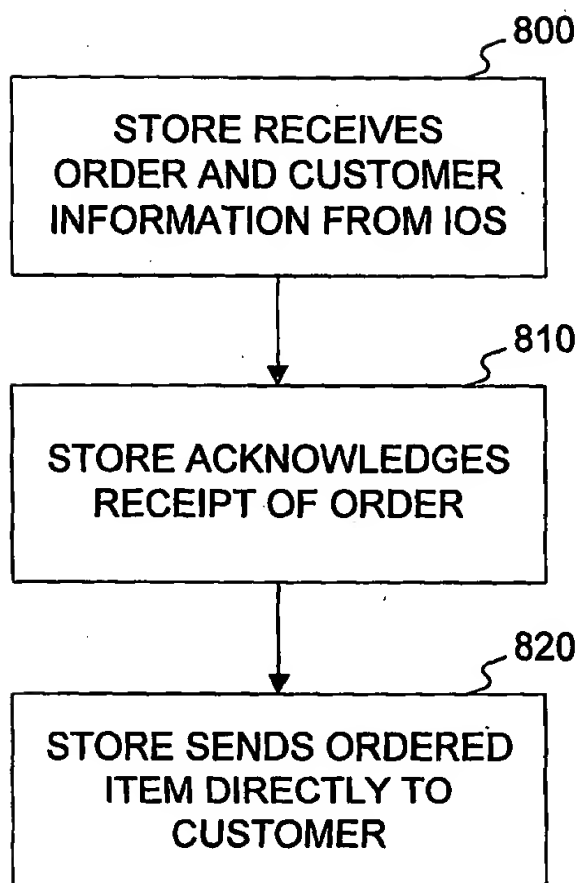 800
STORE RECEIVES
ORDER AND CUSTOMER
INFORMATION FROM IOS
810
STORE ACKNOWLEDGES
RECEIPT OF ORDER
820
STORE SENDS ORDERED
ITEM DIRECTLY TO
CUSTOMER